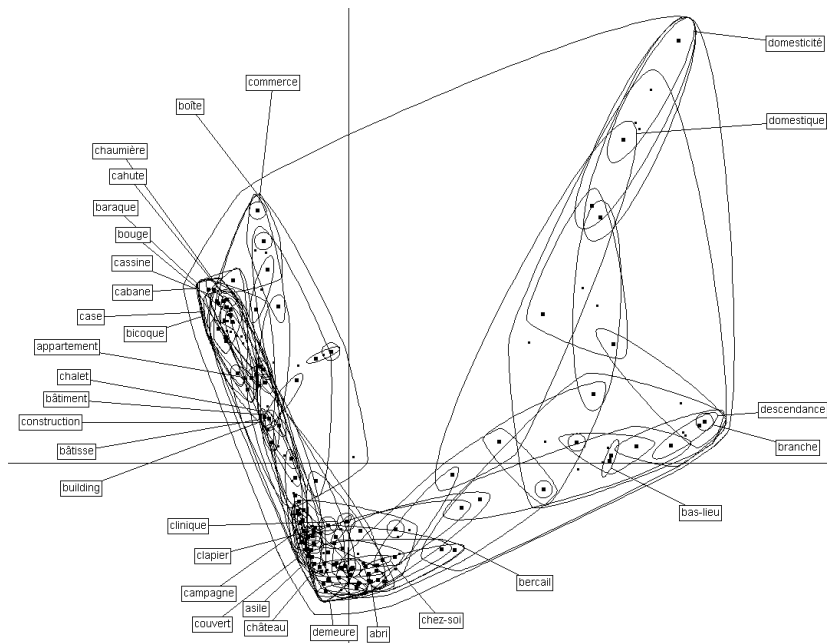 domesticité
commerce
boîte
domestique
chaumière
cahute
baraque
bouge
cassine
cabane
case
bicoque
appartement
chalet
bâtiment
construction
bâtisse
building
descendance
branche
bas-lieu
clinique
clapier
bercail
campagne
asile
couvert
château
demeure
abri
chez-soi